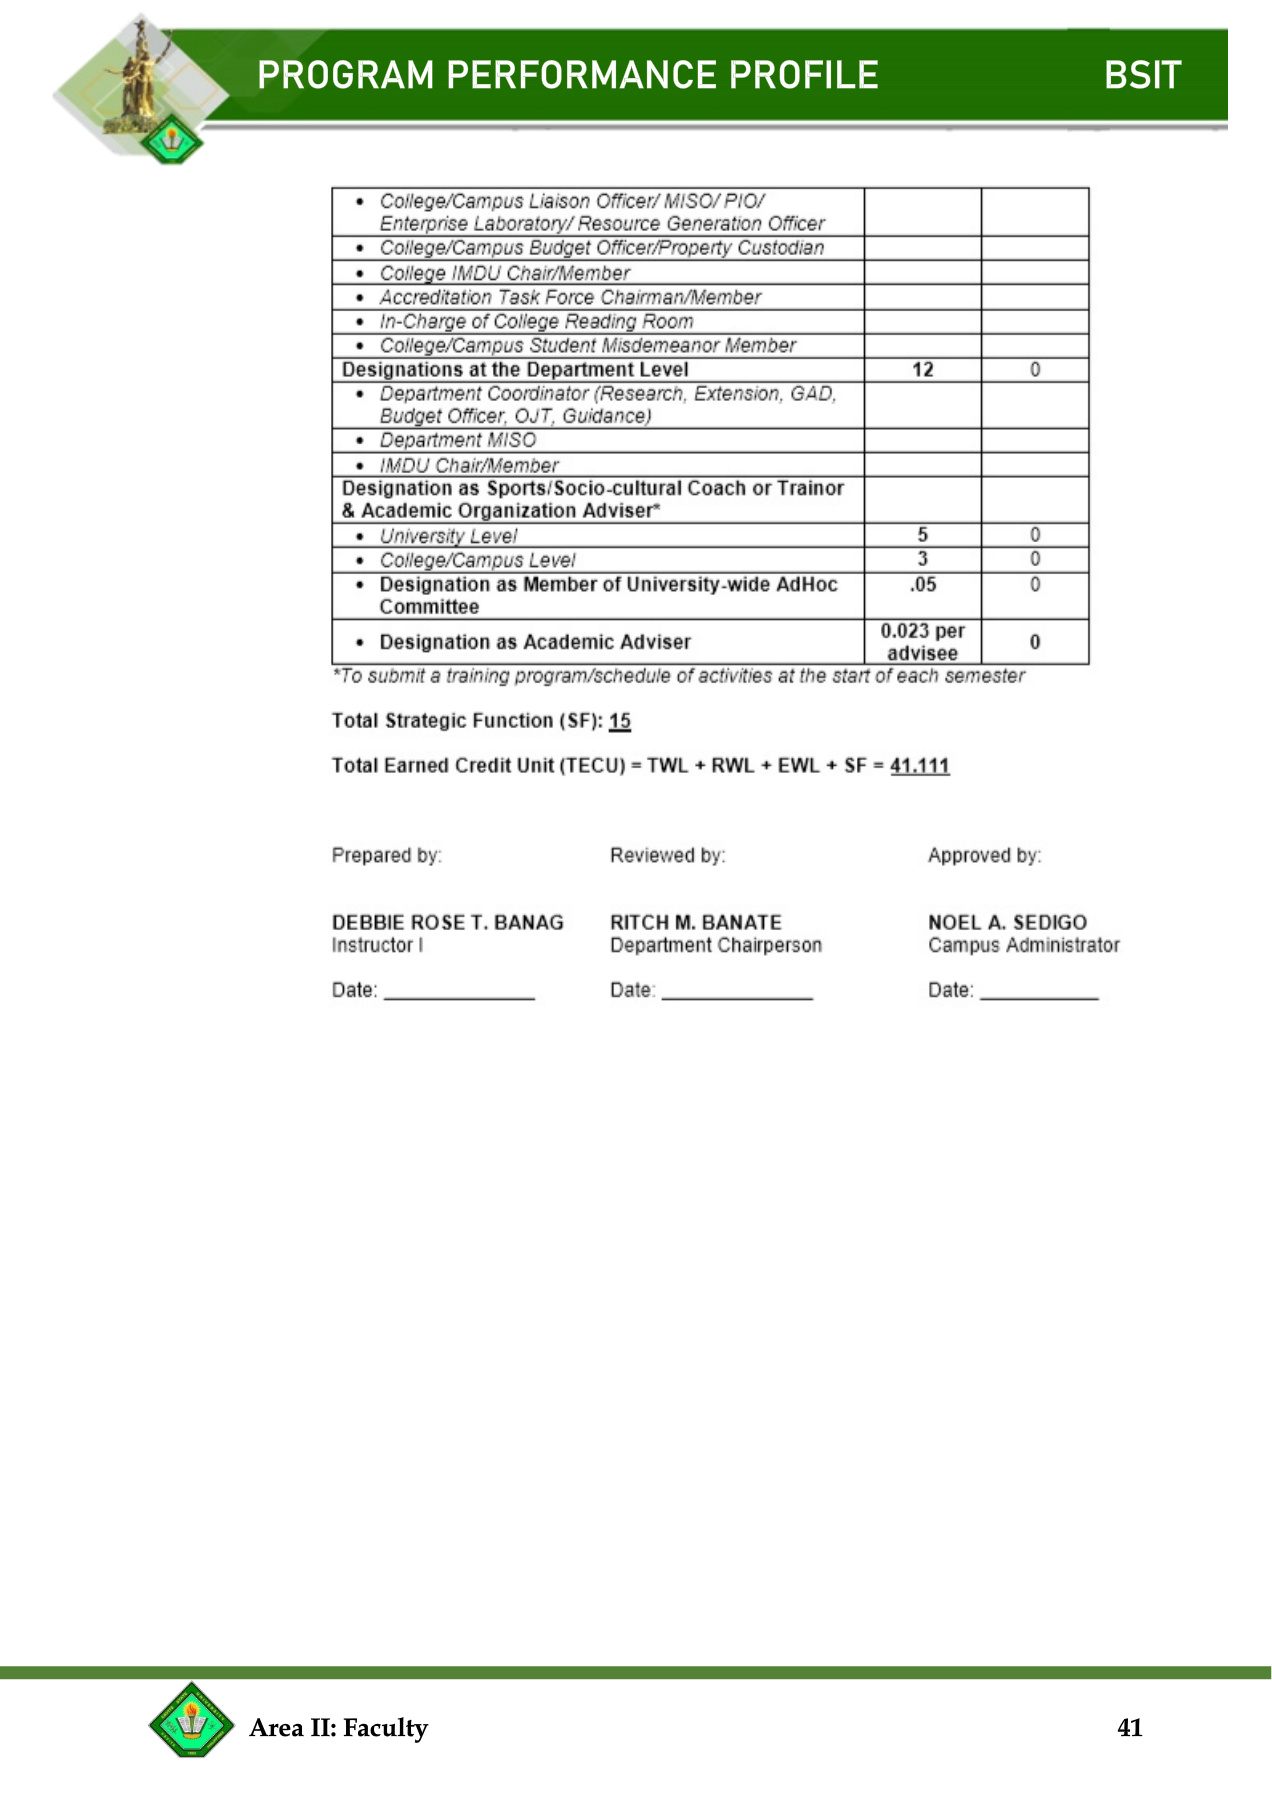 PROGRAM PERFORMANCE PROFILE BSIT
• College/Campus Liaison Officer/ MISO/ PIO/
Enterprise Laboratory/ Resource Generation Officer
• College/Campus Budget Officer/Property Custodian
• College IMDU Chair/Member
• Accreditation Task Force Chairman/Member
• In-Charge of College Reading Room
• College/Campus Student Misdemeanor Member
Designations at the Department Level 12 0
• Department Coordinator (Research, Extension, GAD,
Budget Officer, OJT, Guidance)
• Department MISO
• IMDU Chair/Member
Designation as Sports/Socio-cultural Coach or Trainor
& Academic Organization Adviser*
• University Level 5 0
• College/Campus Level 3 0
• Designation as Member of University-wide AdHoc .05 0
Committee
• Designation as Academic Adviser 0.023 per advisee 0
*To submit a training program/schedule of activities at the start of each semester
Total Strategic Function (SF): 15
Total Earned Credit Unit (TECU) = TWL + RWL + EWL + SF = 41.111
Prepared by: Reviewed by: Approved by:
DEBBIE ROSE T. BANAG RITCH M. BANATE NOEL A. SEDIGO
Instructor I Department Chairperson Campus Administrator
Date: ______________ Date: ______________ Date: ___________
Area II: Faculty 41